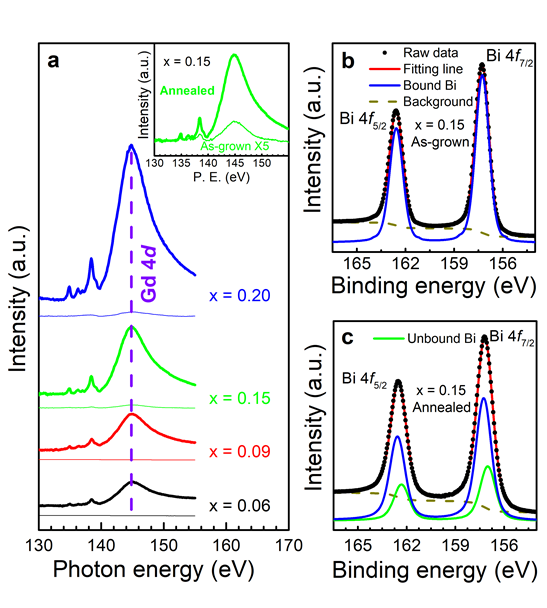 a
x = 0.15
Annealed
As-grown X5
Intensity (a.u.)
130 135 140 145 150
P. E. (eV)
Gd 4d
x = 0.20
x = 0.15
x = 0.09
x = 0.06
Intensity (a.u.)
130 140 150 160 170
Photon energy (eV)
b
Raw data
Fitting line
Bound Bi
Background
Bi 4f7/2
Bi 4f5/2
x = 0.15
As-grown
Intensity (a.u.)
165 162 159 156
Binding energy (eV)
c
Unbound Bi
Bi 4f7/2
Bi 4f5/2
x = 0.15
Annealed
Intensity (a.u.)
165 162 159 156
Binding energy (eV)